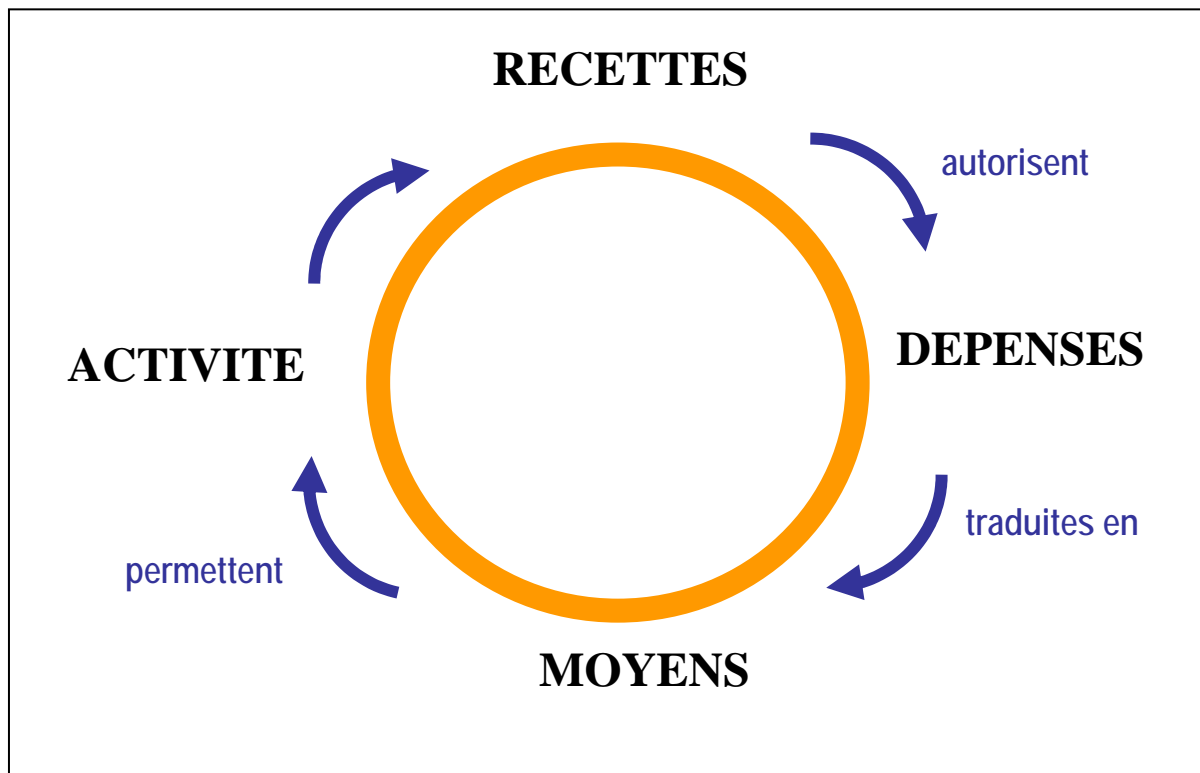 RECETTES
autorisent
DEPENSES
ACTIVITE
traduites en
permettent
MOYENS